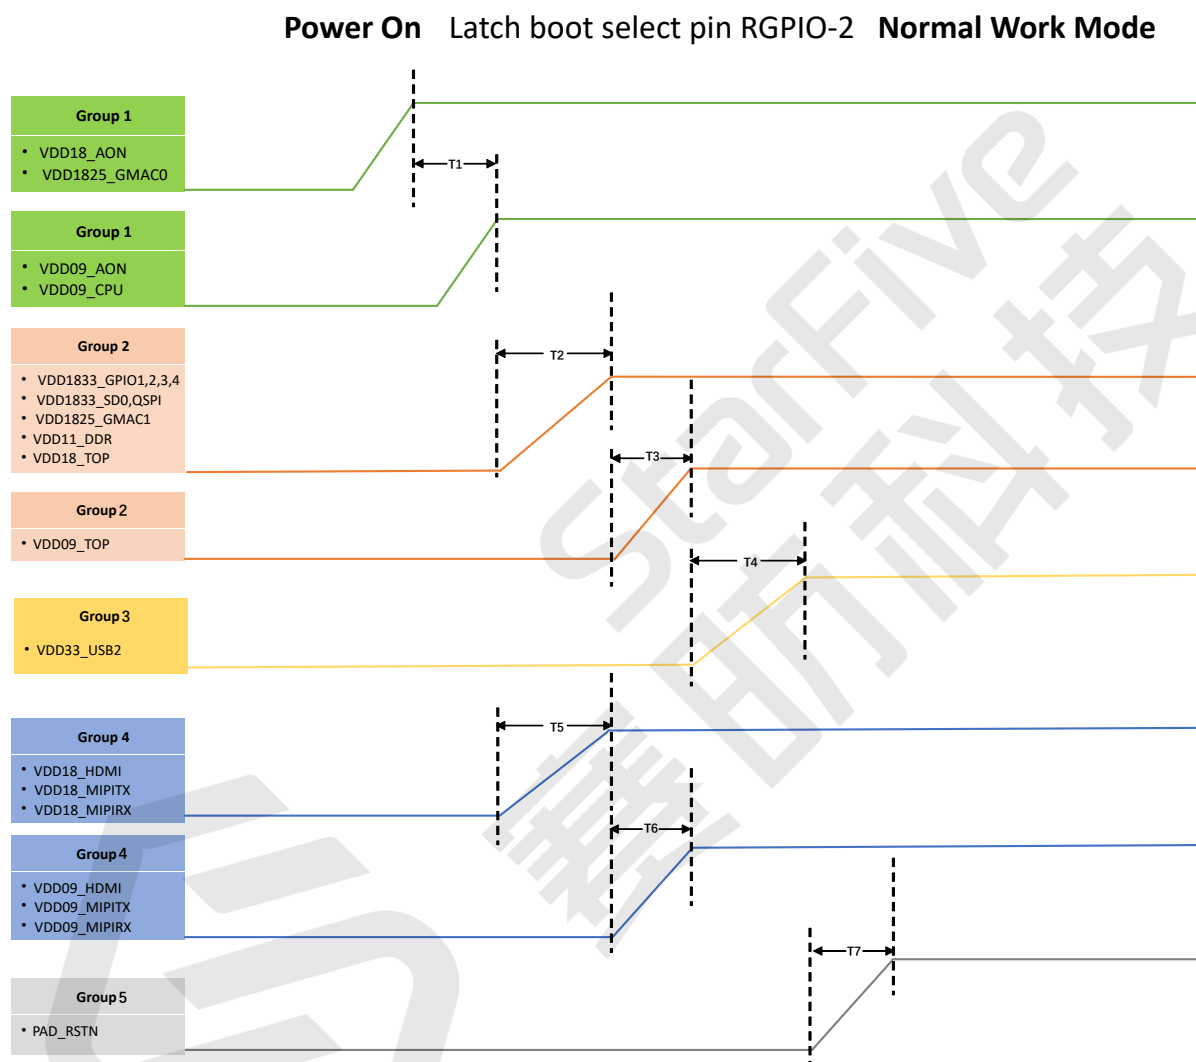 Power On Latch boot select pin RGPIO-2 Normal Work Mode
Group 1
• VDD18_AON
• VDD1825_GMAC0
T1
Group 1
• VDD09_AON
• VDD09_CPU
Group 2
• VDD1833_GPIO1,2,3,4
• VDD1833_SD0,QSPI
• VDD1825_GMAC1
• VDD11_DDR
• VDD18_TOP
T2
T3
Group 2
• VDD09_TOP
T4
Group 3
• VDD33_USB2
T5
Group 4
• VDD18_HDMI
• VDD18_MIPITX
• VDD18_MIPIRX
T6
Group 4
• VDD09_HDMI
• VDD09_MIPITX
• VDD09_MIPIRX
T7
Group 5
• PAD_RSTN
StarFive
赛昉科技